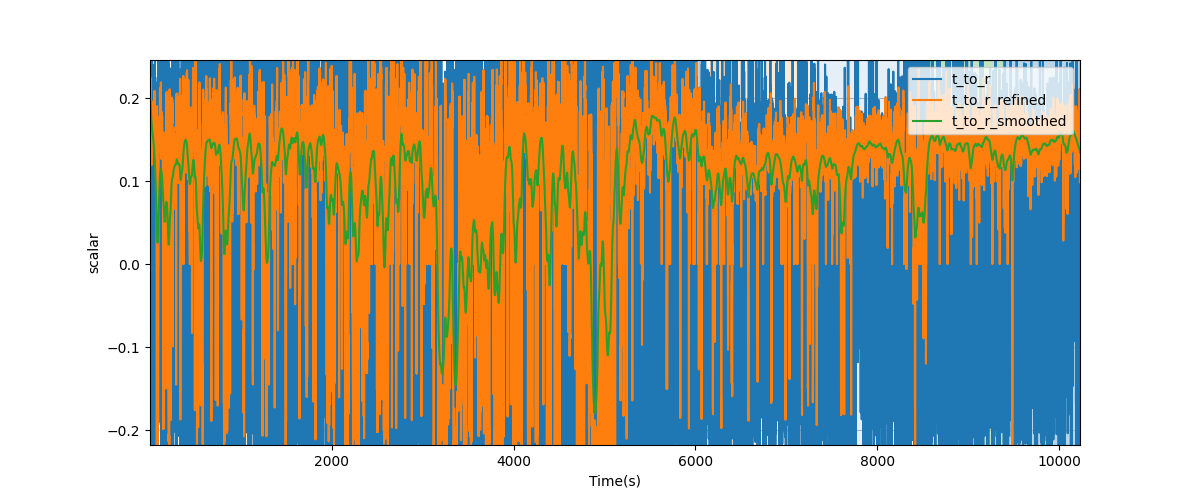 t_to_r
t_to_r_refined
t_to_r_smoothed
0.2
0.1
0.0
−0.1
−0.2
scalar
2000
4000
6000
8000
10000
Time(s)